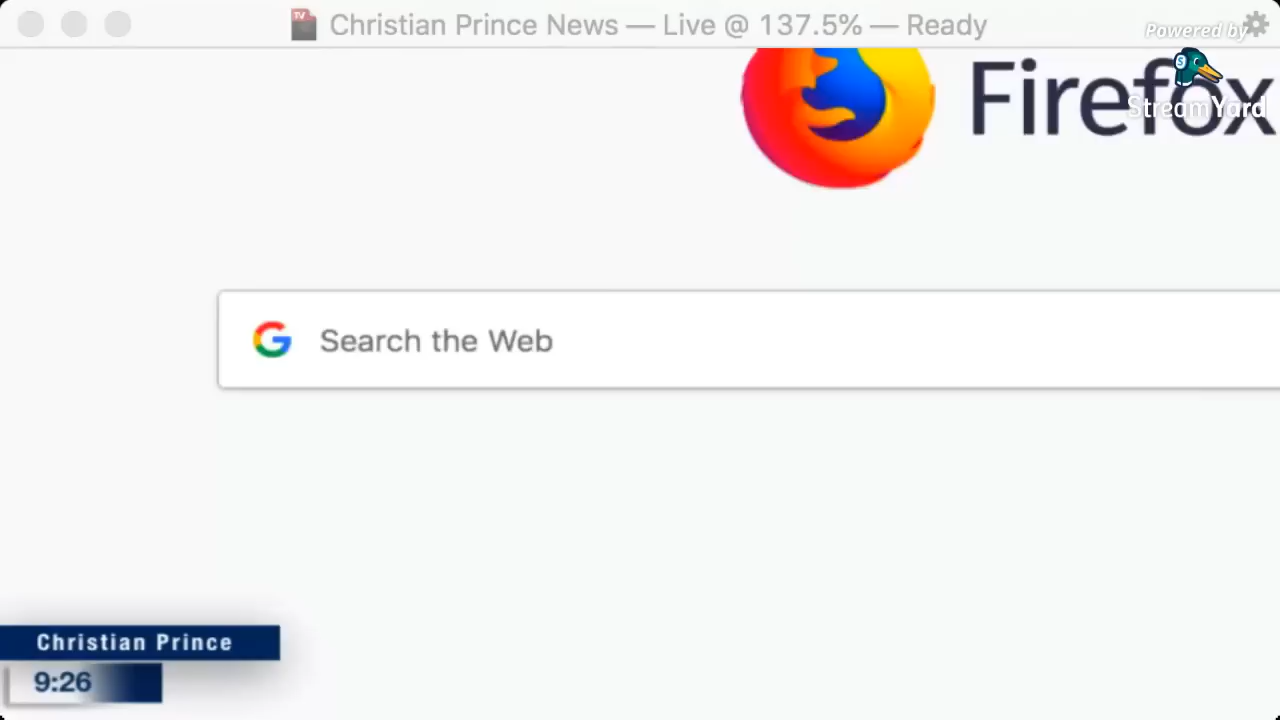 Christian Prince News — Live @ 137.5% — Ready
Powered by
Firefox
StreamYard
Search the Web
Christian Prince
9:26